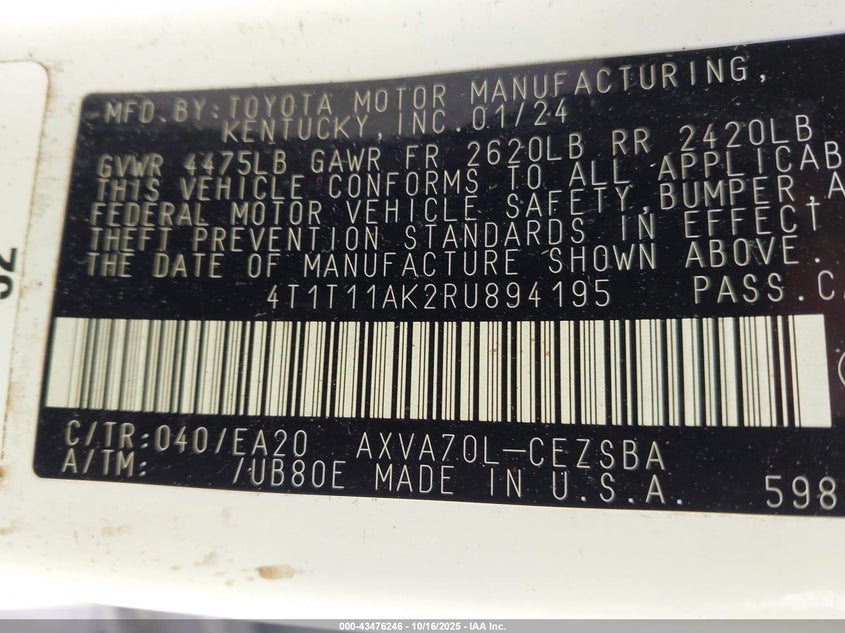 MFD. BY: TOYOTA MOTOR MANUFACTURING,
KENTUCKY, INC. 01/24
GVWR 4475LB GAWR FR 2620LB RR 2420LB
THIS VEHICLE CONFORMS TO ALL APPLICAB
FEDERAL MOTOR VEHICLE SAFETY, BUMPER, A
THEFT PREVENTION STANDARDS IN EFFECT
THE DATE OF MANUFACTURE SHOWN ABOVE.
4T1T11AK2RU894195 PASS. CA
C/TR: 040/EA20 AXVA70L-CEZSBA
A/TM: /UB80E MADE IN U.S.A. 598
000-43476246 - 10/16/2025 - IAA Inc.